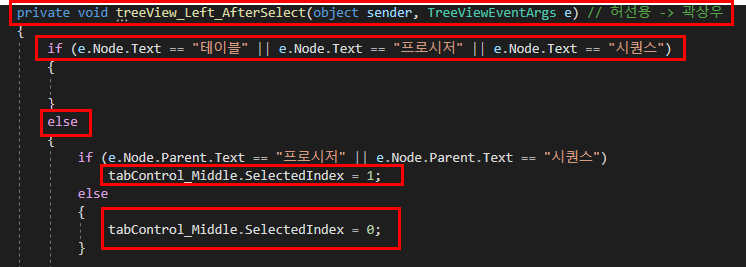 private void treeView_Left_AfterSelect(object sender, TreeViewEventArgs e) // 허선용 -> 곽상우
{
if (e.Node.Text == "테이블" || e.Node.Text == "프로시저" || e.Node.Text == "시퀀스")
{
}
else
{
if (e.Node.Parent.Text == "프로시저" || e.Node.Parent.Text == "시퀀스")
tabControl_Middle.SelectedIndex = 1;
else
{
tabControl_Middle.SelectedIndex = 0;
}